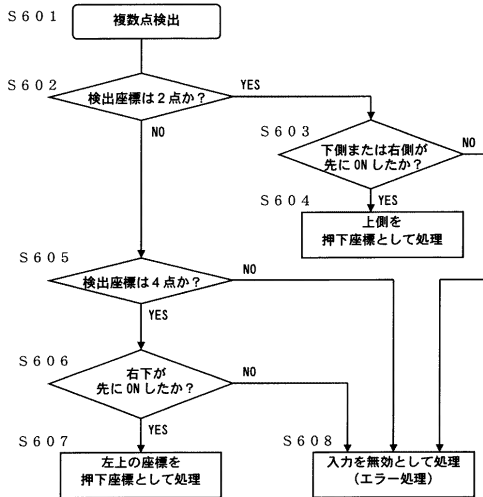 S601
複数点検出
S602
検出座標は2点か?
YES
NO
S603
下側または右側が
先にONしたか?
NO
YES
S604
上側を
押下座標として処理
S605
検出座標は4点か?
NO
YES
S606
右下が
先にONしたか?
NO
YES
S607
左上の座標を
押下座標として処理
S608
入力を無効として処理
(エラー処理)